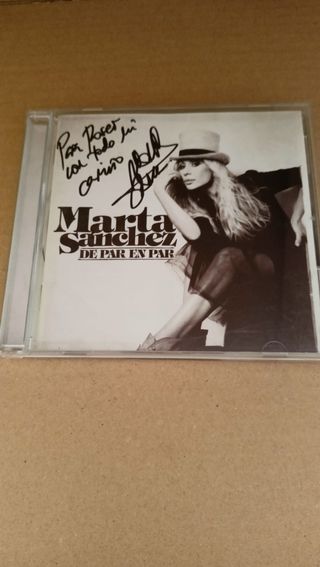 Para Roser
con todo mi
cariño
Marta
Sanchez
DE PAR EN PAR